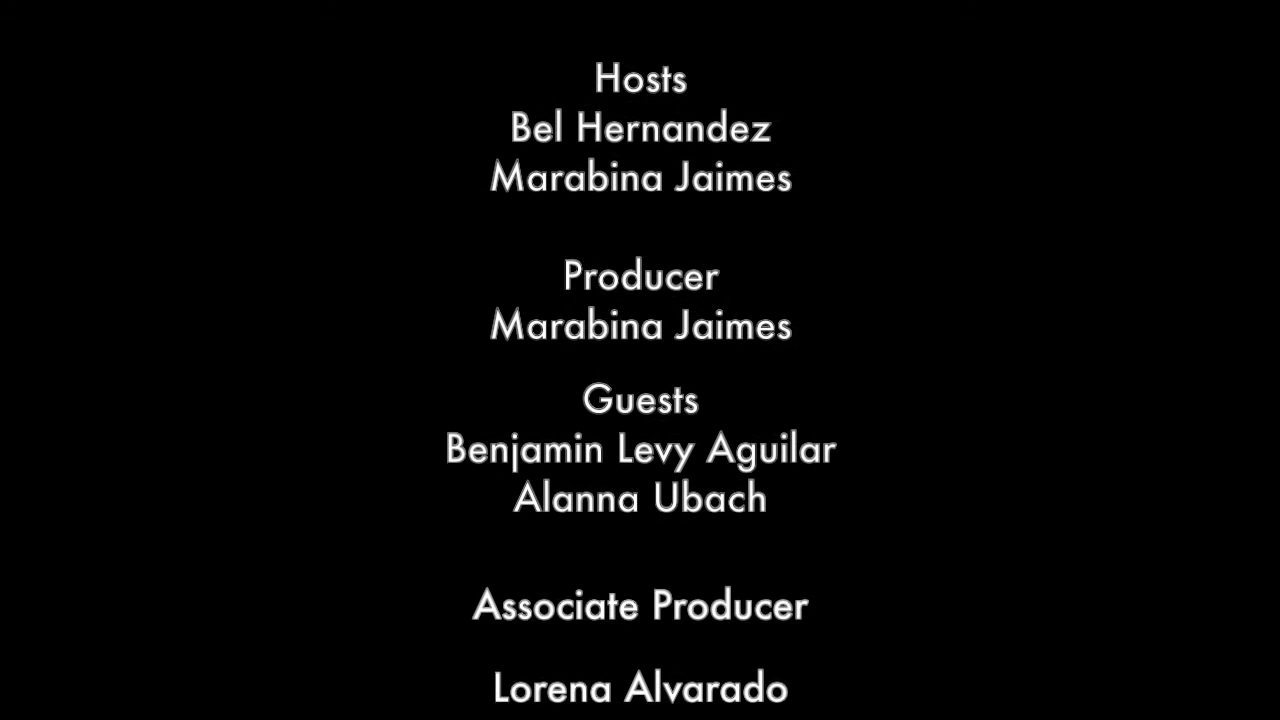 Hosts
Bel Hernandez
Marabina Jaimes
Producer
Marabina Jaimes
Guests
Benjamin Levy Aguilar
Alanna Ubach
Associate Producer
Lorena Alvarado